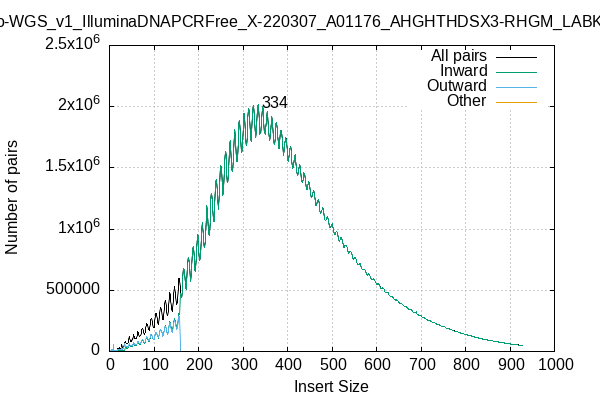 o-WGS_v1_IlluminaDNAPCRFree_X-220307_A01176_AHGHTHDSX3-RHGM_LABK
2.5x10^6
2x10^6
1.5x10^6
1x10^6
500000
0
Number of pairs
All pairs
Inward
Outward
Other
334
0 100 200 300 400 500 600 700 800 900 1000
Insert Size